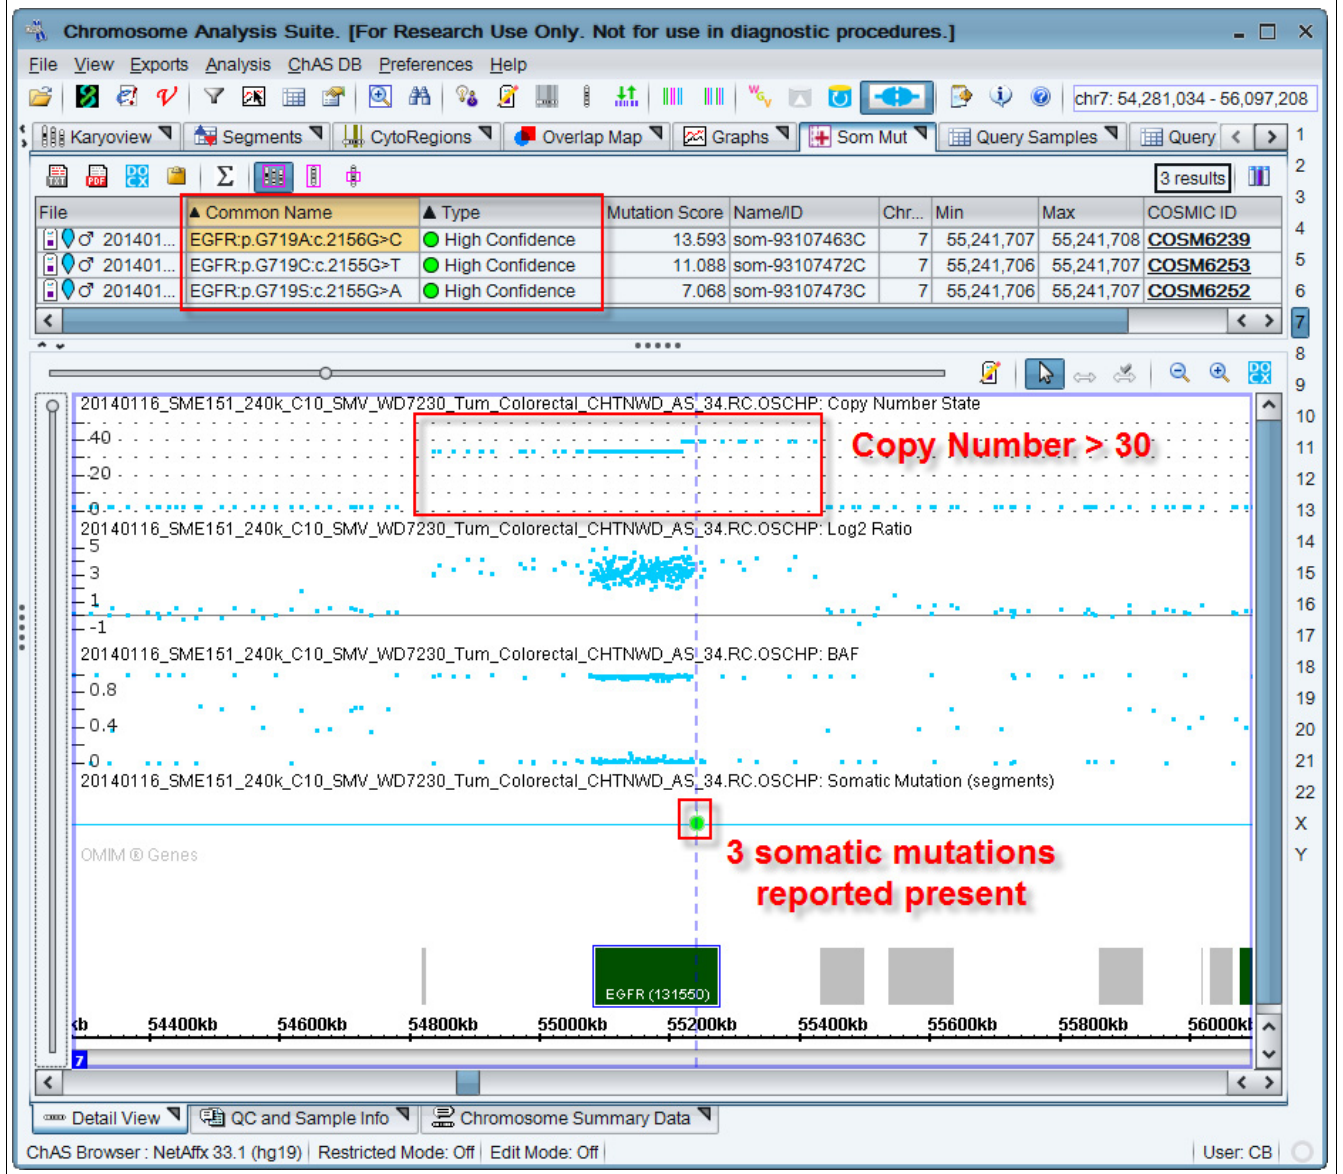 Chromosome Analysis Suite. [For Research Use Only. Not for use in diagnostic procedures.]
File View Exports Analysis ChAS DB Preferences Help
chr7: 54,281,034 - 56,097,208
Karyoview Segments CytoRegions Overlap Map Graphs Som Mut Query Samples Query
3 results
File Common Name Type Mutation Score Name/ID Chr... Min Max COSMIC ID
201401... EGFR:p.G719A:c.2156G>C High Confidence 13.593 som-93107463C 7 55,241,707 55,241,708 COSM6239
201401... EGFR:p.G719C:c.2155G>T High Confidence 11.088 som-93107472C 7 55,241,706 55,241,707 COSM6253
201401... EGFR:p.G719S:c.2155G>A High Confidence 7.068 som-93107473C 7 55,241,706 55,241,707 COSM6252
20140116_SME151_240k_C10_SMV_WD7230_Tum_Colorectal_CHTNWD_AS_34.RC.OSCHP: Copy Number State
40
Copy Number > 30
20
0
20140116_SME151_240k_C10_SMV_WD7230_Tum_Colorectal_CHTNWD_AS_34.RC.OSCHP: Log2 Ratio
5
3
1
-1
20140116_SME151_240k_C10_SMV_WD7230_Tum_Colorectal_CHTNWD_AS_34.RC.OSCHP: BAF
0.8
0.4
0
20140116_SME151_240k_C10_SMV_WD7230_Tum_Colorectal_CHTNWD_AS_34.RC.OSCHP: Somatic Mutation (segments)
OMIM ® Genes
3 somatic mutations
reported present
EGFR (131550)
kb 54400kb 54600kb 54800kb 55000kb 55200kb 55400kb 55600kb 55800kb 56000kb
7
1
2
3
4
5
6
7
8
9
10
11
12
13
14
15
16
17
18
19
20
21
22
X
Y
Detail View QC and Sample Info Chromosome Summary Data
ChAS Browser : NetAffx 33.1 (hg19) Restricted Mode: Off Edit Mode: Off User: CB